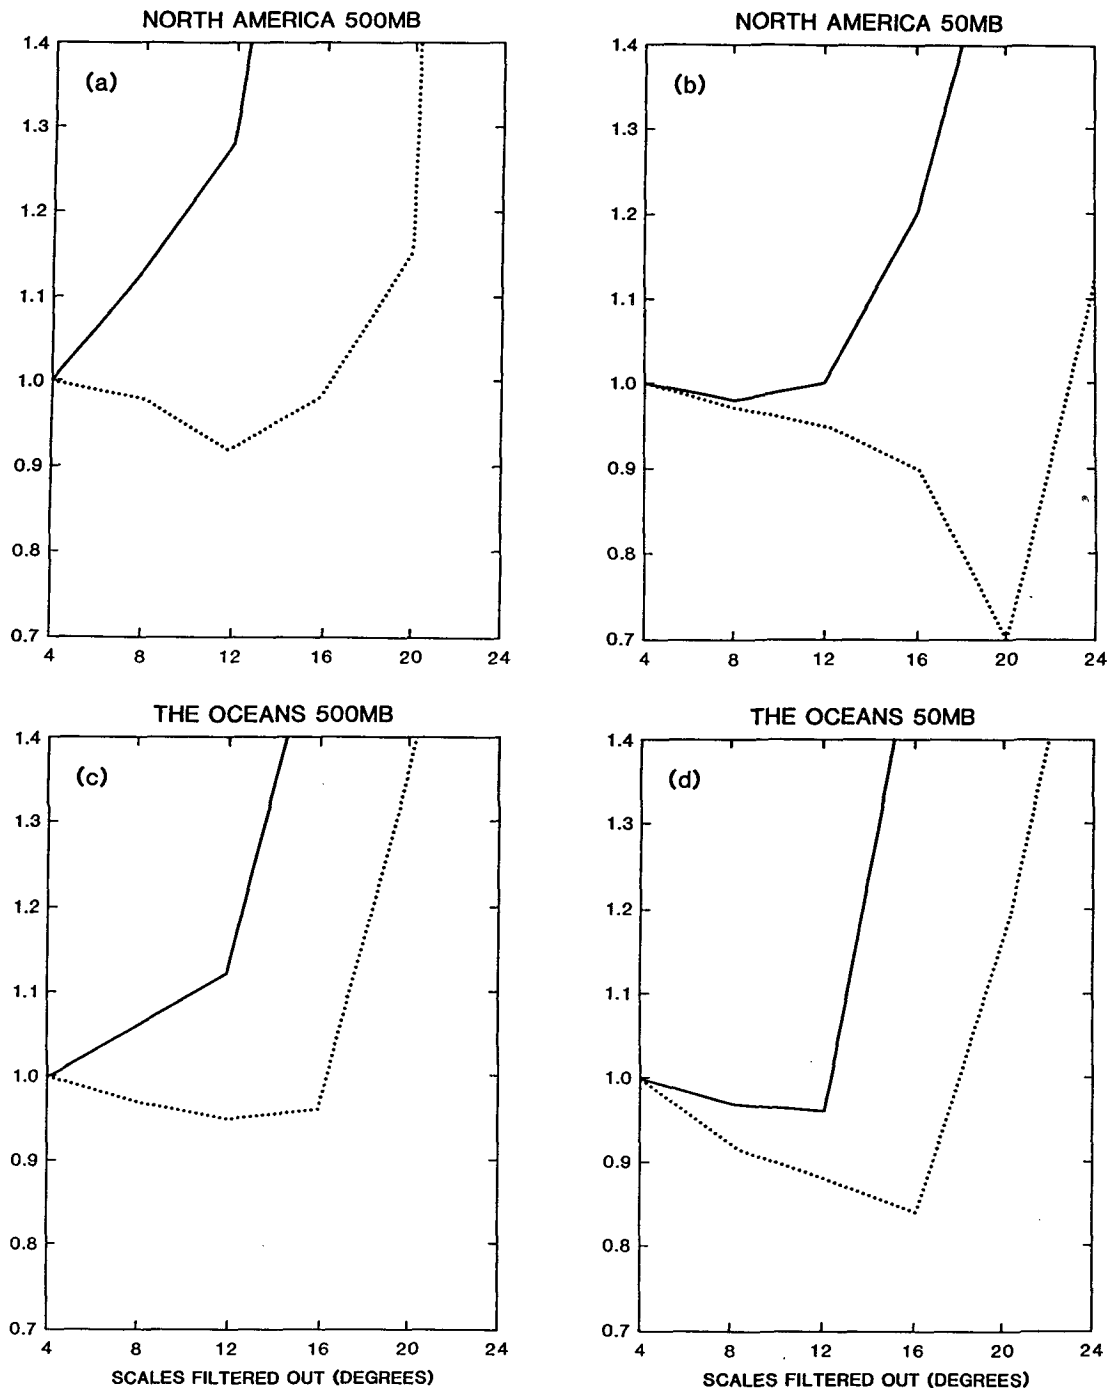 NORTH AMERICA 500MB
(a)
1.4
1.3
1.2
1.1
1.0
0.9
0.8
0.7
4 8 12 16 20 24
NORTH AMERICA 50MB
(b)
1.4
1.3
1.2
1.1
1.0
0.9
0.8
0.7
4 8 12 16 20 24
THE OCEANS 500MB
(c)
1.4
1.3
1.2
1.1
1.0
0.9
0.8
0.7
4 8 12 16 20 24
SCALES FILTERED OUT (DEGREES)
THE OCEANS 50MB
(d)
1.4
1.3
1.2
1.1
1.0
0.9
0.8
0.7
4 8 12 16 20 24
SCALES FILTERED OUT (DEGREES)